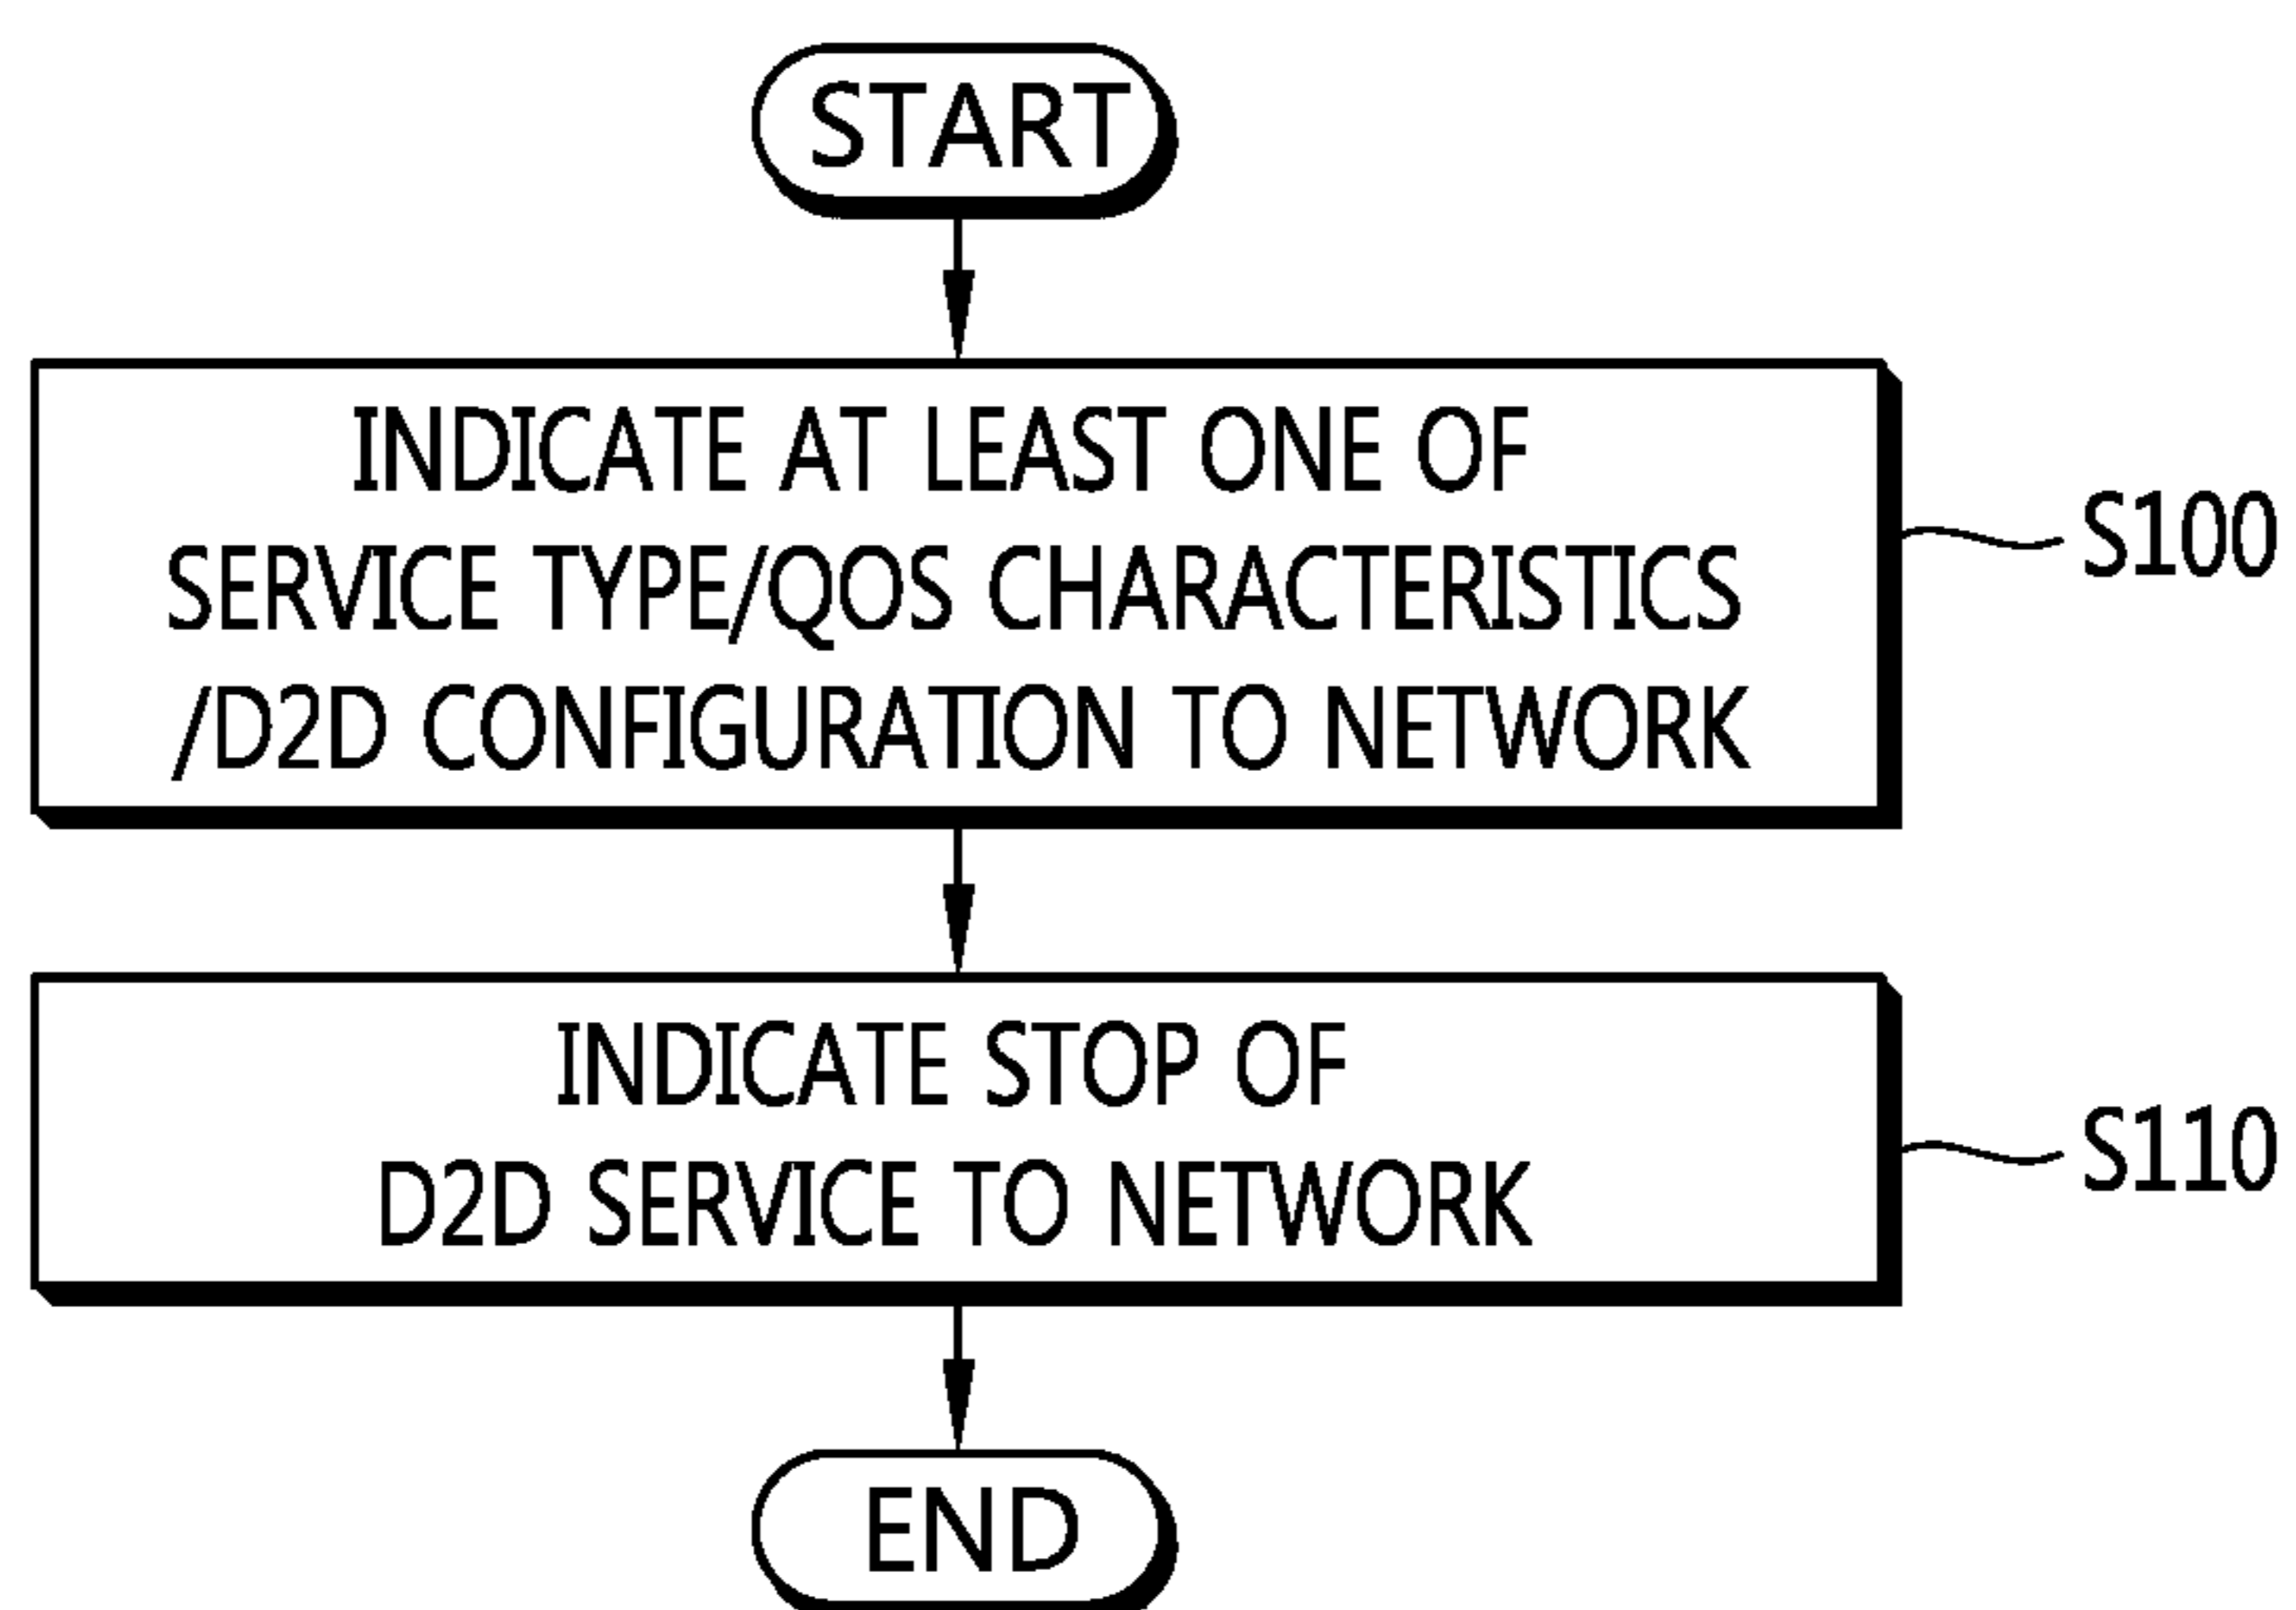 START
INDICATE AT LEAST ONE OF
SERVICE TYPE/QOS CHARACTERISTICS
/D2D CONFIGURATION TO NETWORK
S100
INDICATE STOP OF
D2D SERVICE TO NETWORK
S110
END